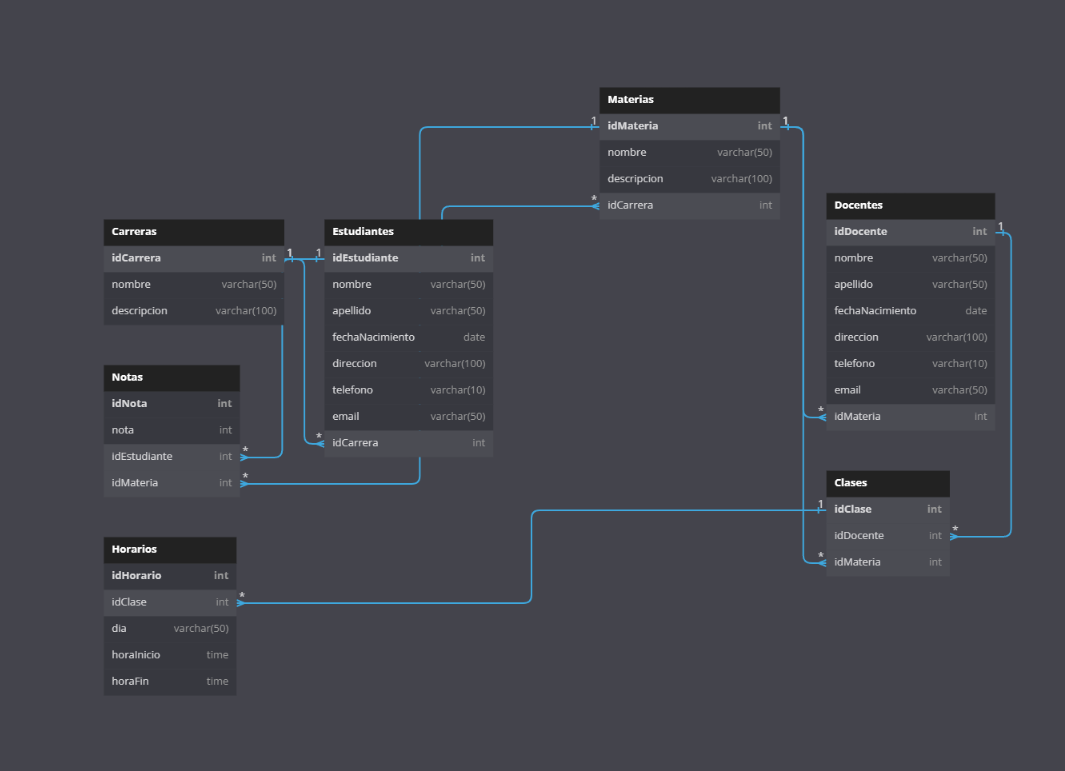 Materias
1 idMateria int 1
nombre varchar(50)
descripcion varchar(100)
* idCarrera int
Carreras
idCarrera int 1
nombre varchar(50)
descripcion varchar(100)
Estudiantes
1 idEstudiante int
nombre varchar(50)
apellido varchar(50)
fechaNacimiento date
direccion varchar(100)
telefono varchar(10)
email varchar(50)
* idCarrera int
Docentes
idDocente int 1
nombre varchar(50)
apellido varchar(50)
fechaNacimiento date
direccion varchar(100)
telefono varchar(10)
email varchar(50)
* idMateria int
Notas
idNota int
nota int
idEstudiante int *
idMateria int *
Clases
1 idClase int
idDocente int *
* idMateria int
Horarios
idHorario int
idClase int *
dia varchar(50)
horaInicio time
horaFin time